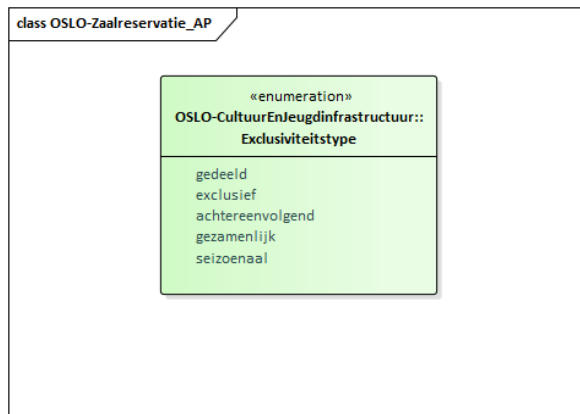 class OSLO-Zaalreservatie_AP
«enumeration»
OSLO-CultuurEnJeugdinfrastructuur::
Exclusiviteitstype
gedeeld
exclusief
achtereenvolgend
gezamenlijk
seizoenaal